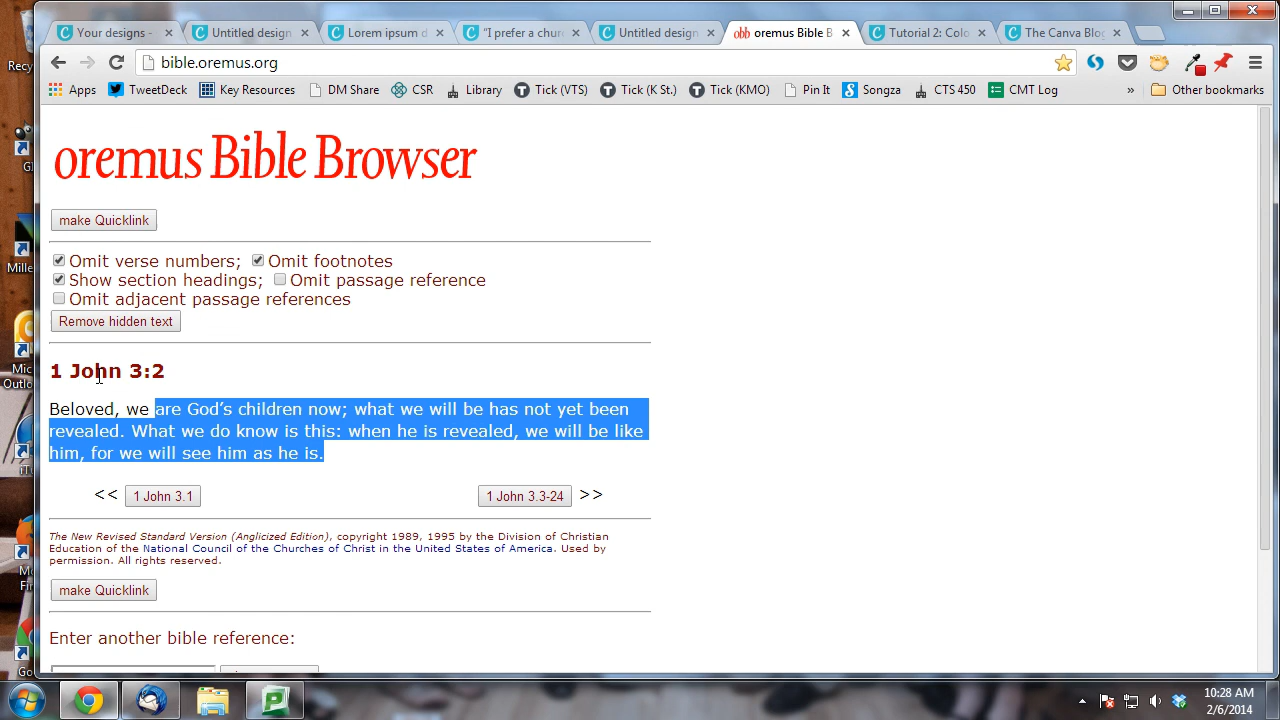 Your designs -
Untitled design
Lorem ipsum d
"I prefer a chur
Untitled design
obb oremus Bible B
Tutorial 2: Colo
The Canva Blog
bible.oremus.org
Apps
TweetDeck
Key Resources
DM Share
CSR
Library
Tick (VTS)
Tick (K St.)
Tick (KMO)
Pin It
Songza
CTS 450
CMT Log
»
Other bookmarks
oremus Bible Browser
make Quicklink
Omit verse numbers; Omit footnotes
Show section headings; Omit passage reference
Omit adjacent passage references
Remove hidden text
1 John 3:2
Beloved, we are God’s children now; what we will be has not yet been
revealed. What we do know is this: when he is revealed, we will be like
him, for we will see him as he is.
<< 1 John 3.1 1 John 3.3-24 >>
The New Revised Standard Version (Anglicized Edition), copyright 1989, 1995 by the Division of Christian
Education of the National Council of the Churches of Christ in the United States of America. Used by
permission. All rights reserved.
make Quicklink
Enter another bible reference:
Recy
Mille
Mic
Outlo
10:28 AM
2/6/2014